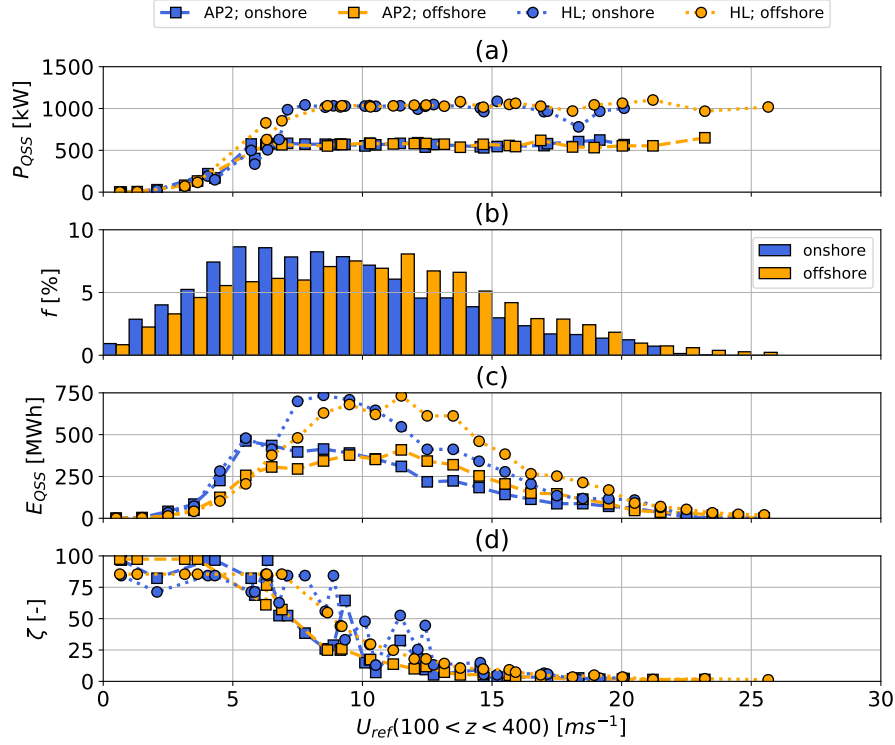 AP2; onshore AP2; offshore HL; onshore HL; offshore
(a)
1500
1000
500
0
P_QSS [kW]
(b)
10
5
0
f [%]
onshore
offshore
(c)
750
500
250
0
E_QSS [MWh]
(d)
100
75
50
25
0
ζ [-]
0 5 10 15 20 25 30
U_ref(100 < z < 400) [ms⁻¹]